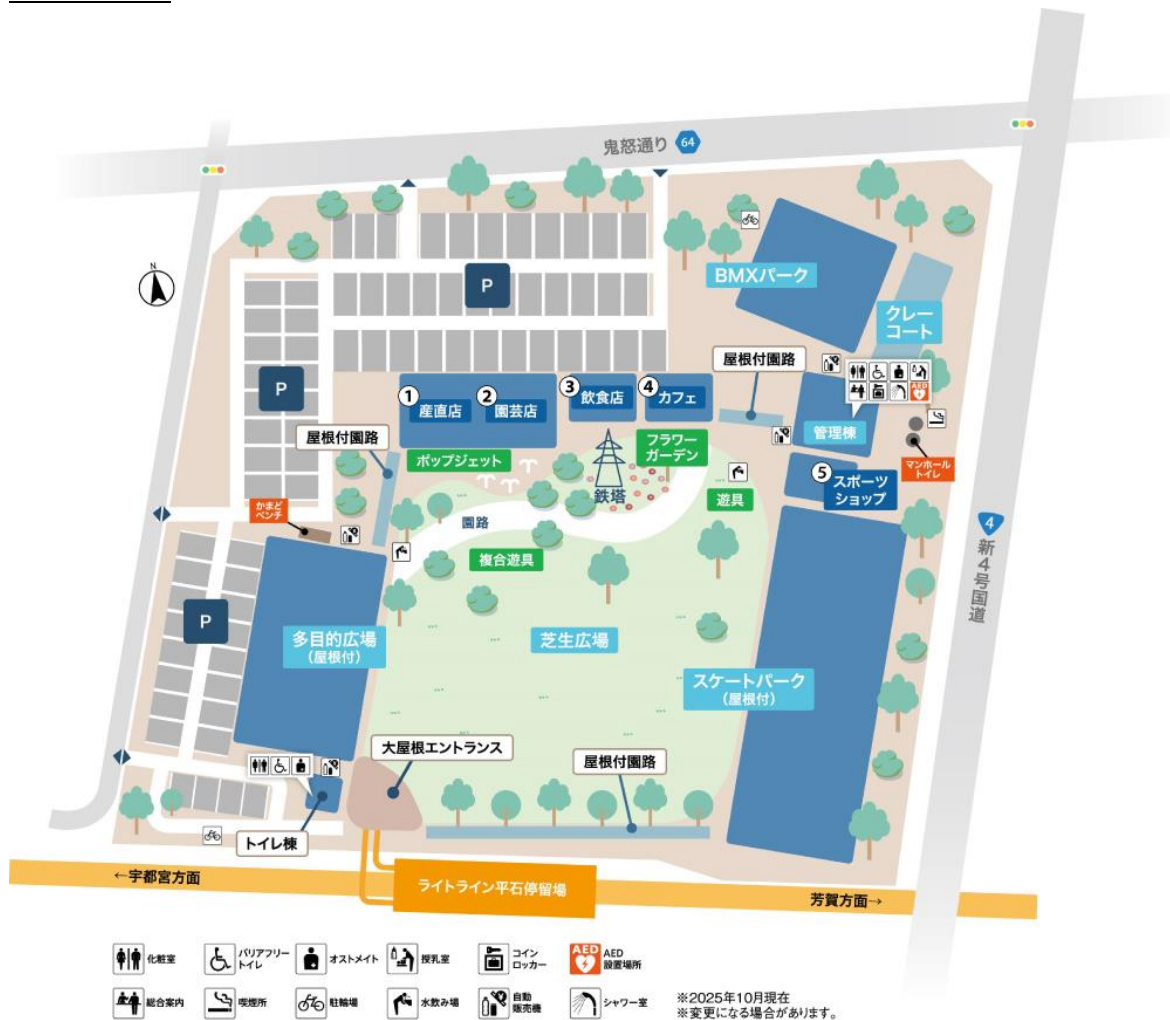 鬼怒通り 64
N
BMXパーク
P
クレー
コート
屋根付園路
AED
① 産直店
② 園芸店
③ 飲食店
④ カフェ
P
管理棟
屋根付園路
ポップジェット
フラワー
ガーデン
マンホール
トイレ
⑤ スポーツ
ショップ
鉄塔
遊具
かまど
ベンチ
園路
4
新4号国道
複合遊具
P
多目的広場
(屋根付)
芝生広場
スケートパーク
(屋根付)
大屋根エントランス
屋根付園路
トイレ棟
←宇都宮方面
ライトライン平石停留場
芳賀方面→
化粧室
バリアフリー
トイレ
オストメイト
授乳室
コイン
ロッカー
AED
AED
設置場所
総合案内
喫煙所
駐輪場
水飲み場
自動
販売機
シャワー室
※2025年10月現在
※変更になる場合があります。